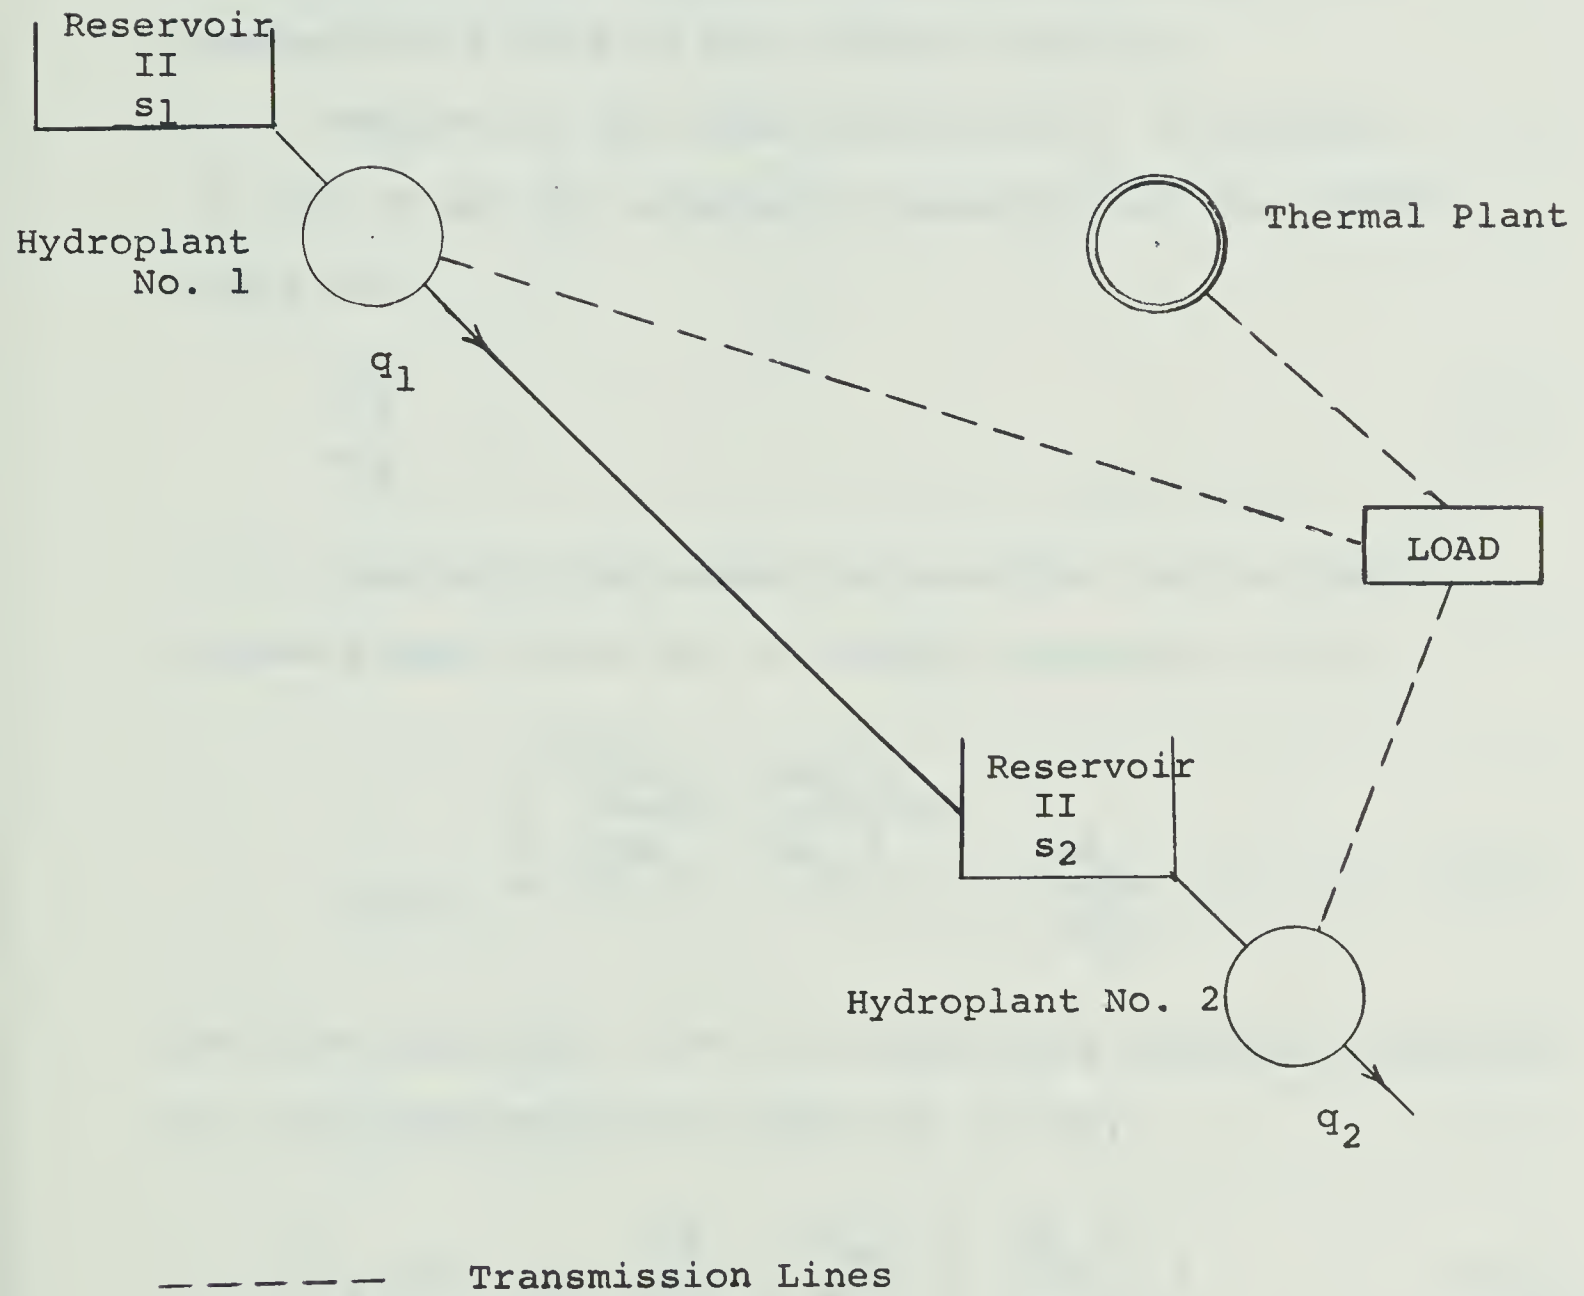 Reservoir
II
s1
Hydroplant
No. 1
q1
Thermal Plant
LOAD
Reservoir
II
s2
Hydroplant No. 2
q2
Transmission Lines